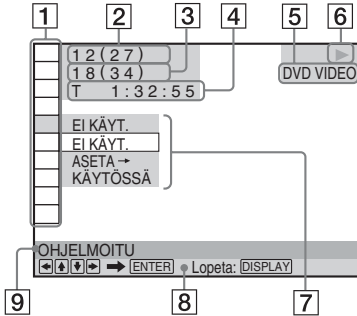 1 2 3 4 5 6
12(27)
18(34)
T 1:32:55
DVD VIDEO
EI KÄYT.
EI KÄYT.
ASETA →
KÄYTÖSSÄ
OHJELMOITU
←↑↓→ ➡ ENTER Lopeta: DISPLAY
9 8 7